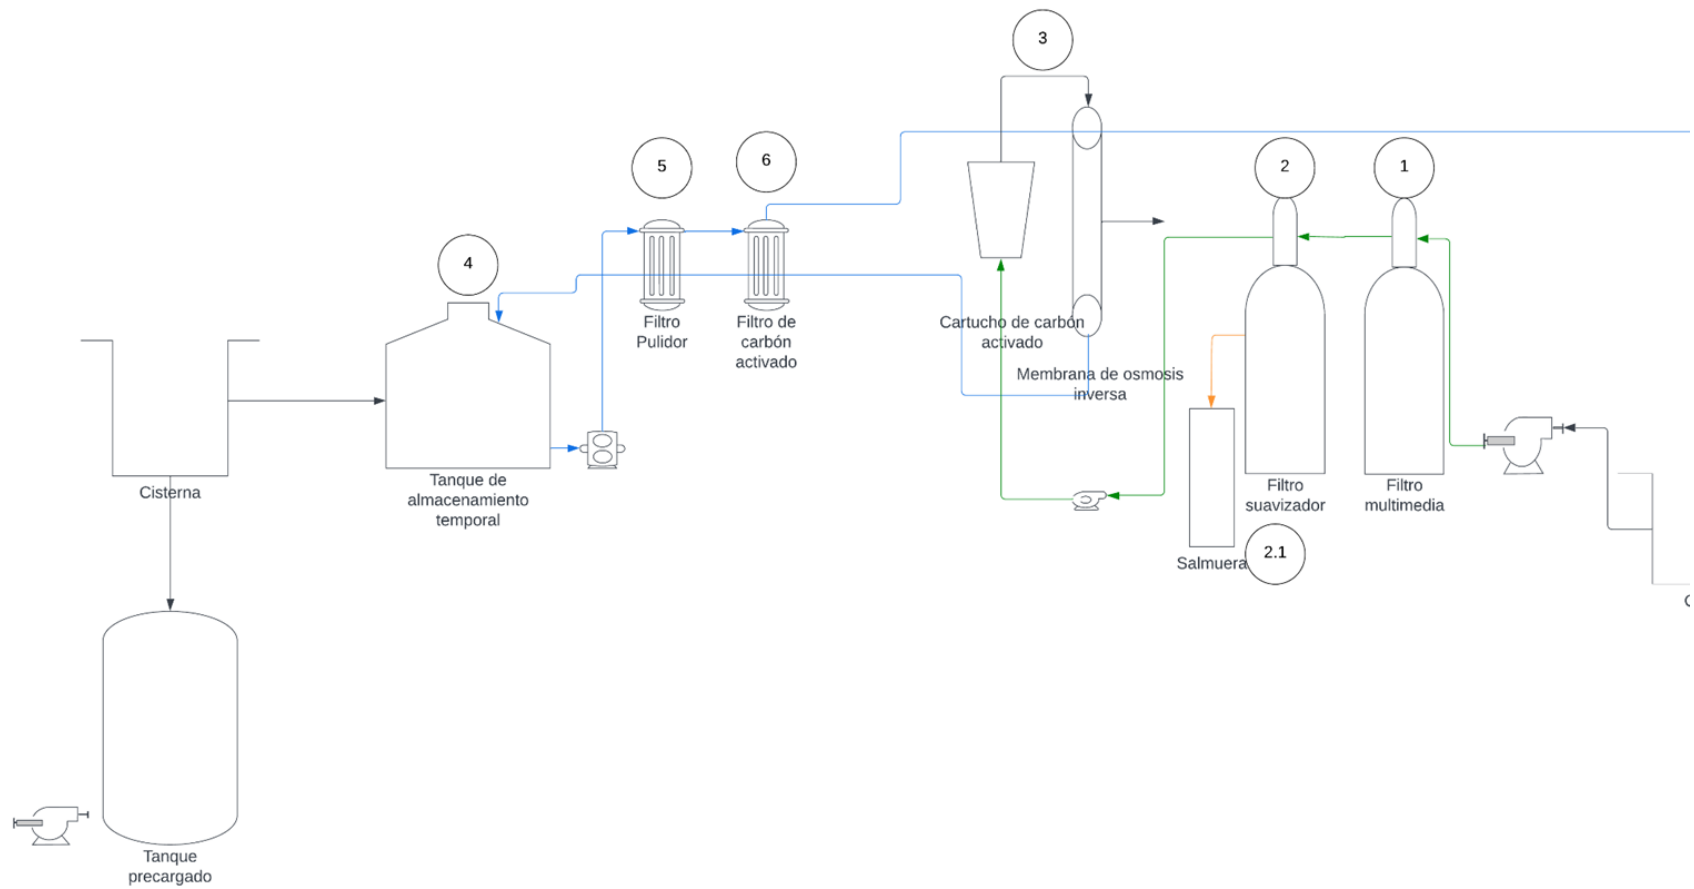 3
5
6
2
1
4
Filtro
Pulidor
Filtro de
carbón
activado
Cartucho de carbón
activado
Membrana de osmosis
inversa
Cisterna
Tanque de
almacenamiento
temporal
Filtro
suavizador
Filtro
multimedia
Salmuera
2.1
Tanque
precargado